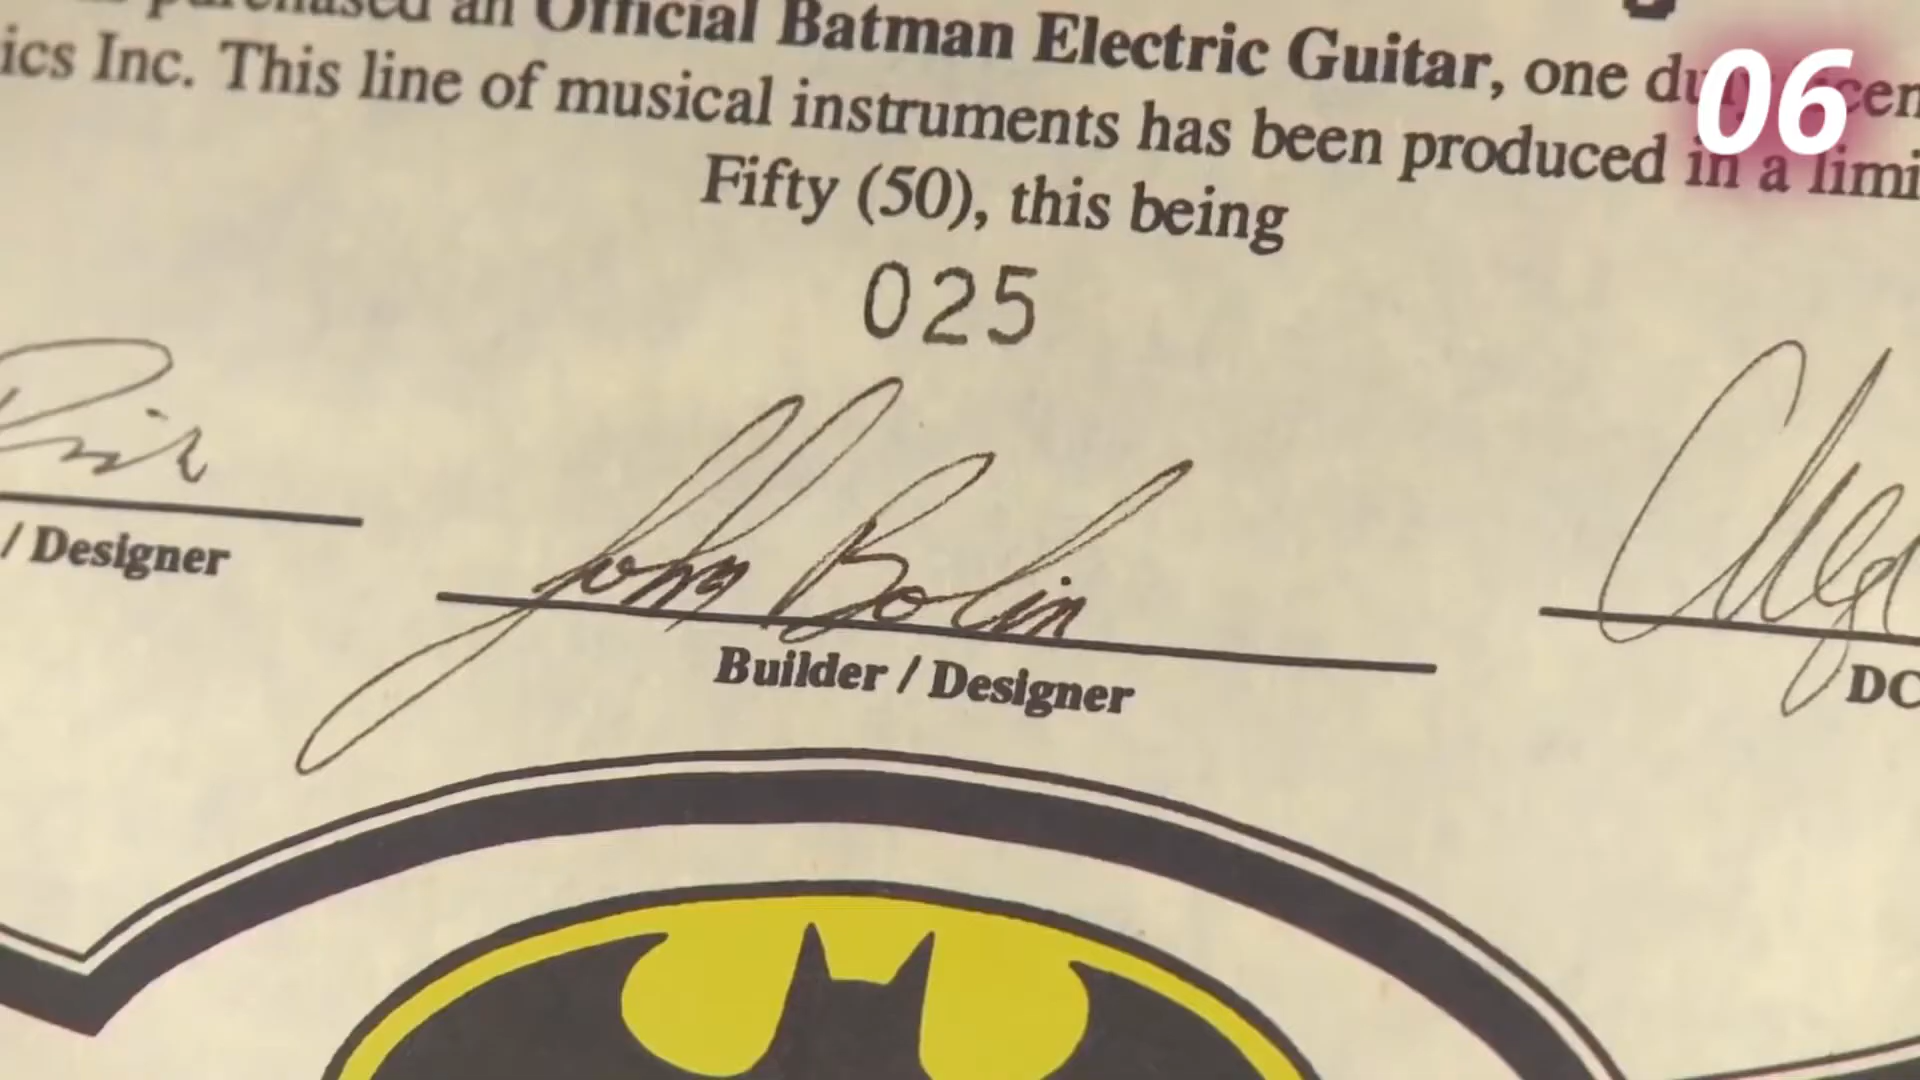 purchased an Official Batman Electric Guitar, one
ics Inc. This line of musical instruments has been produced in a limi
Fifty (50), this being
025
/ Designer
John Bolin
Builder / Designer
DC
06